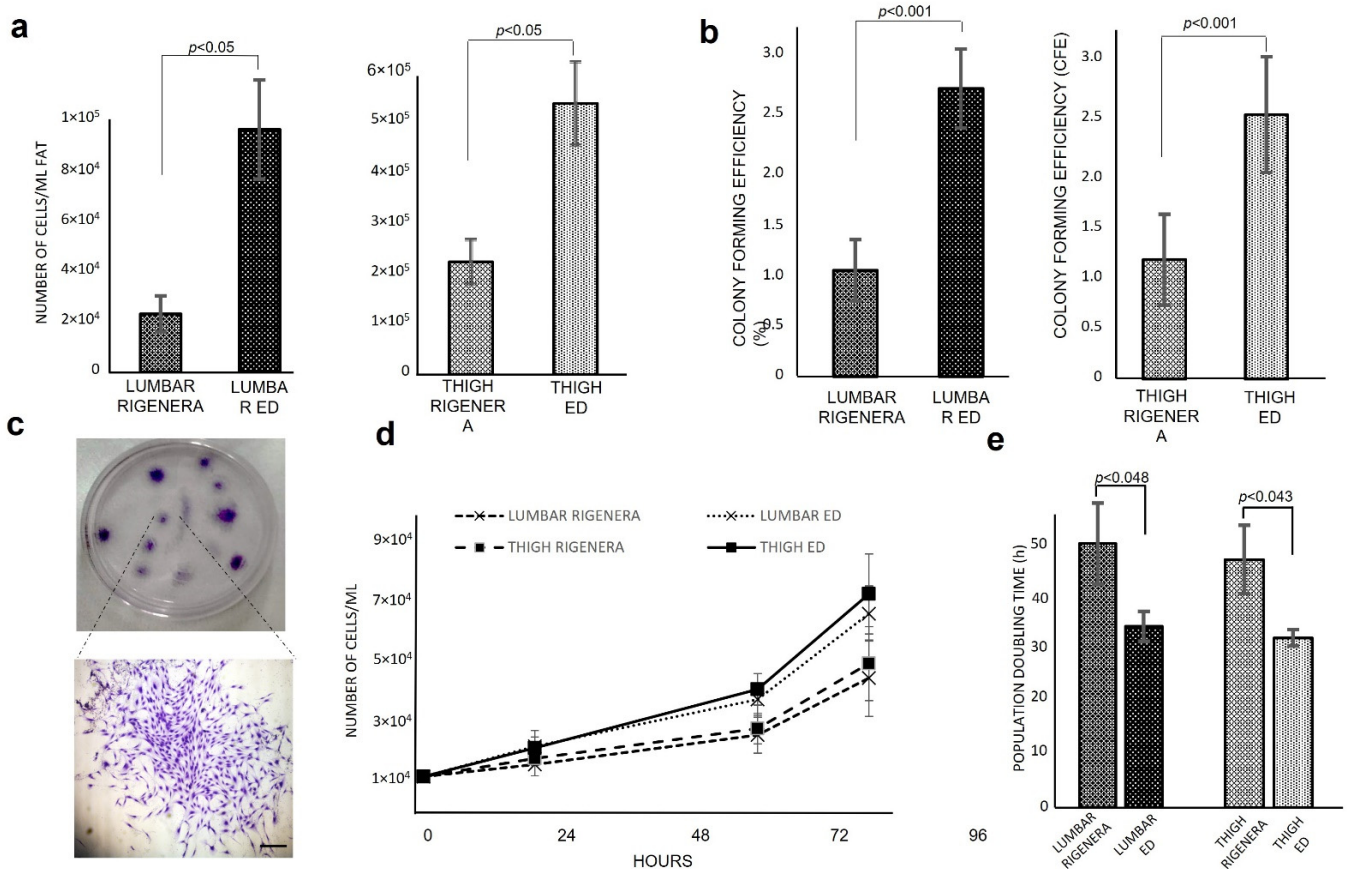 a
p<0.05
NUMBER OF CELLS/ML FAT
1×10⁵
8×10⁴
6×10⁴
4×10⁴
2×10⁴
0
LUMBAR
RIGENERA
LUMBA
R ED
p<0.05
6×10⁵
5×10⁵
4×10⁵
3×10⁵
2×10⁵
1×10⁵
0
THIGH
RIGENER
A
THIGH
ED
b
p<0.001
COLONY FORMING EFFICIENCY
(%)
3.0
2.5
2.0
1.5
1.0
0.5
0
LUMBAR
RIGENERA
LUMBA
R ED
p<0.001
COLONY FORMING EFFICIENCY (CFE)
3.0
2.5
2.0
1.5
1.0
0.5
0
THIGH
RIGENER
A
THIGH
ED
c
d
LUMBAR RIGENERA
LUMBAR ED
THIGH RIGENERA
THIGH ED
NUMBER OF CELLS/ML
9×10⁴
7×10⁴
5×10⁴
3×10⁴
1×10⁴
0
24
48
72
96
HOURS
e
p<0.048
p<0.043
POPULATION DOUBLING TIME (h)
50
40
30
20
10
0
LUMBAR
RIGENERA
LUMBAR
ED
THIGH
RIGENERA
THIGH
ED